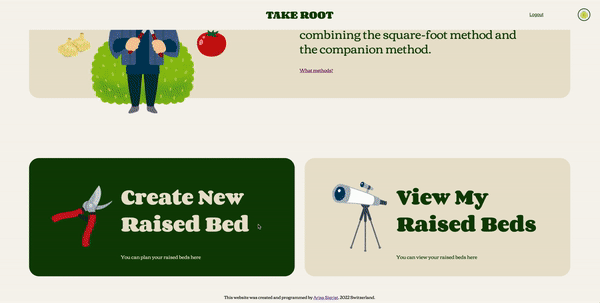 TAKE ROOT
Logout
combining the square-foot method and
the companion method.
What methods?
Create New
Raised Bed
You can plan your raised beds here
View My
Raised Beds
You can view your raised beds here
This website was created and programmed by
2022 Switzerland.